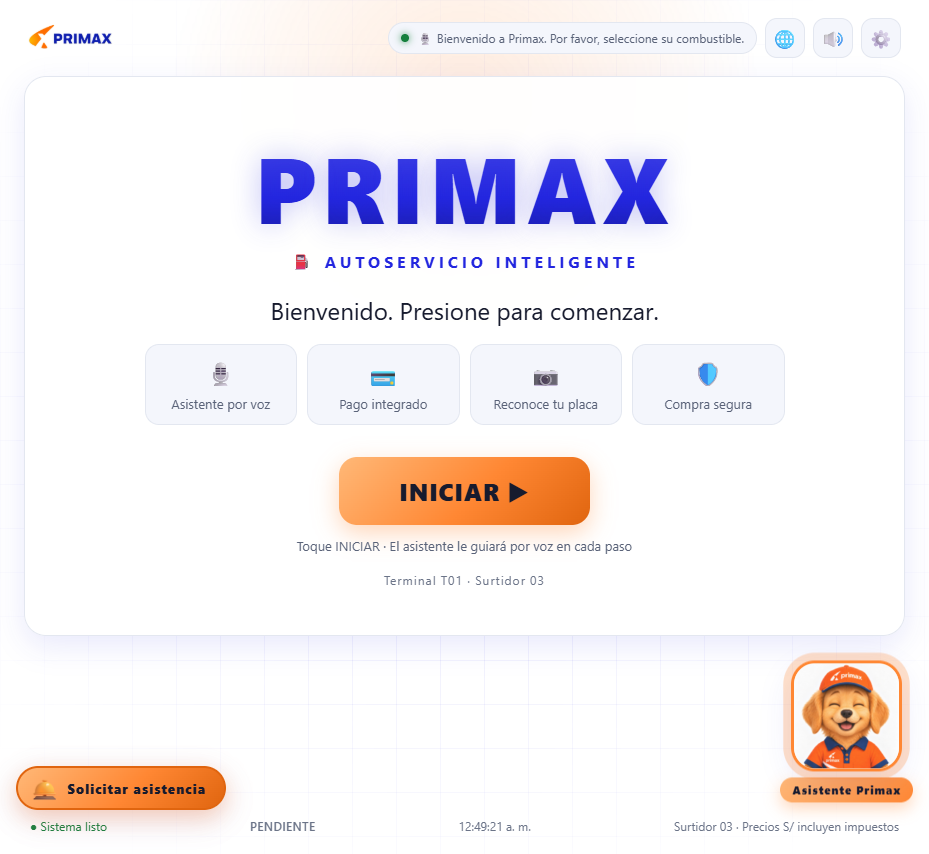 PRIMAX
Bienvenido a Primax. Por favor, seleccione su combustible.
PRIMAX
AUTOSERVICIO INTELIGENTE
Bienvenido. Presione para comenzar.
Asistente por voz
Pago integrado
Reconoce tu placa
Compra segura
INICIAR ▶
Toque INICIAR · El asistente le guiará por voz en cada paso
Terminal T01 · Surtidor 03
primax
Solicitar asistencia
Asistente Primax
● Sistema listo
PENDIENTE
12:49:21 a. m.
Surtidor 03 · Precios S/ incluyen impuestos